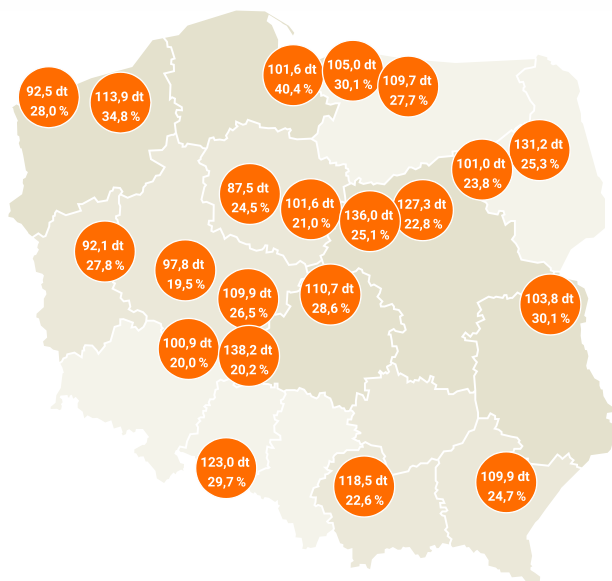 101,6 dt
40,4 %
105,0 dt
30,1 %
109,7 dt
27,7 %
92,5 dt
28,0 %
113,9 dt
34,8 %
131,2 dt
25,3 %
101,0 dt
23,8 %
87,5 dt
24,5 %
101,6 dt
21,0 %
136,0 dt
25,1 %
127,3 dt
22,8 %
92,1 dt
27,8 %
97,8 dt
19,5 %
109,9 dt
26,5 %
110,7 dt
28,6 %
103,8 dt
30,1 %
100,9 dt
20,0 %
138,2 dt
20,2 %
123,0 dt
29,7 %
118,5 dt
22,6 %
109,9 dt
24,7 %